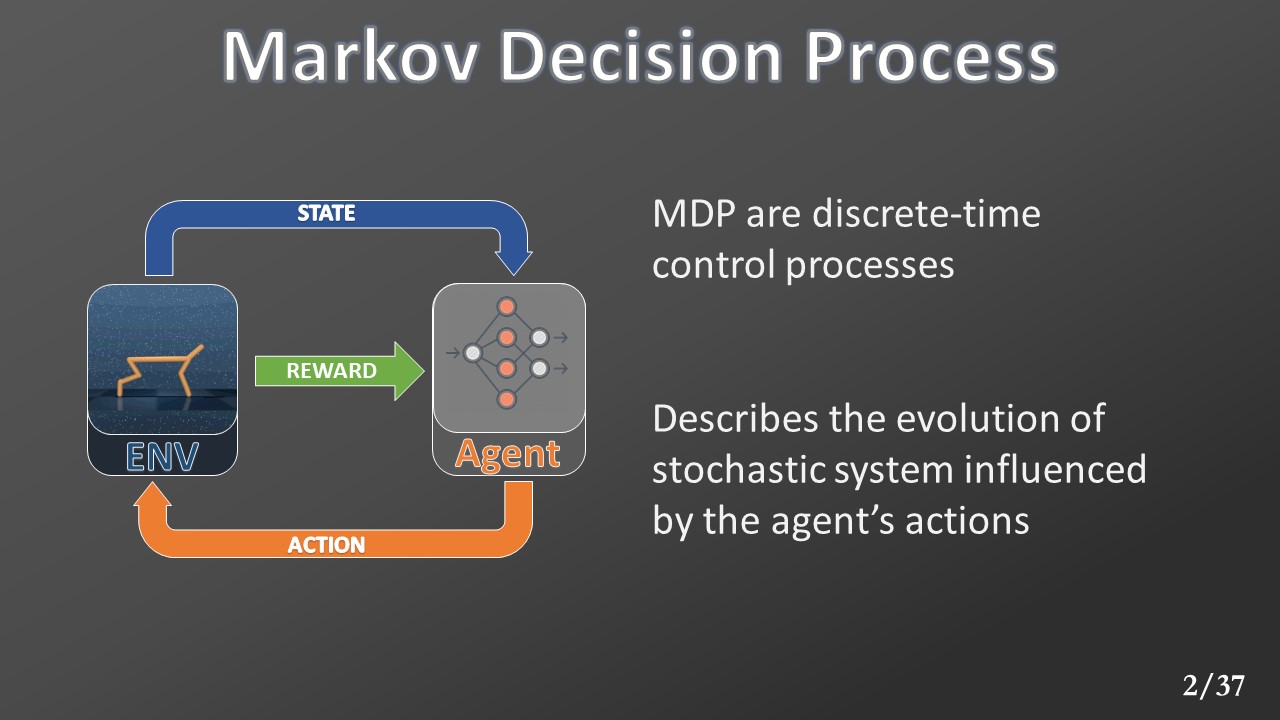 Markov Decision Process
STATE
REWARD
ENV
Agent
ACTION
MDP are discrete-time
control processes
Describes the evolution of
stochastic system influenced
by the agent’s actions
2/37